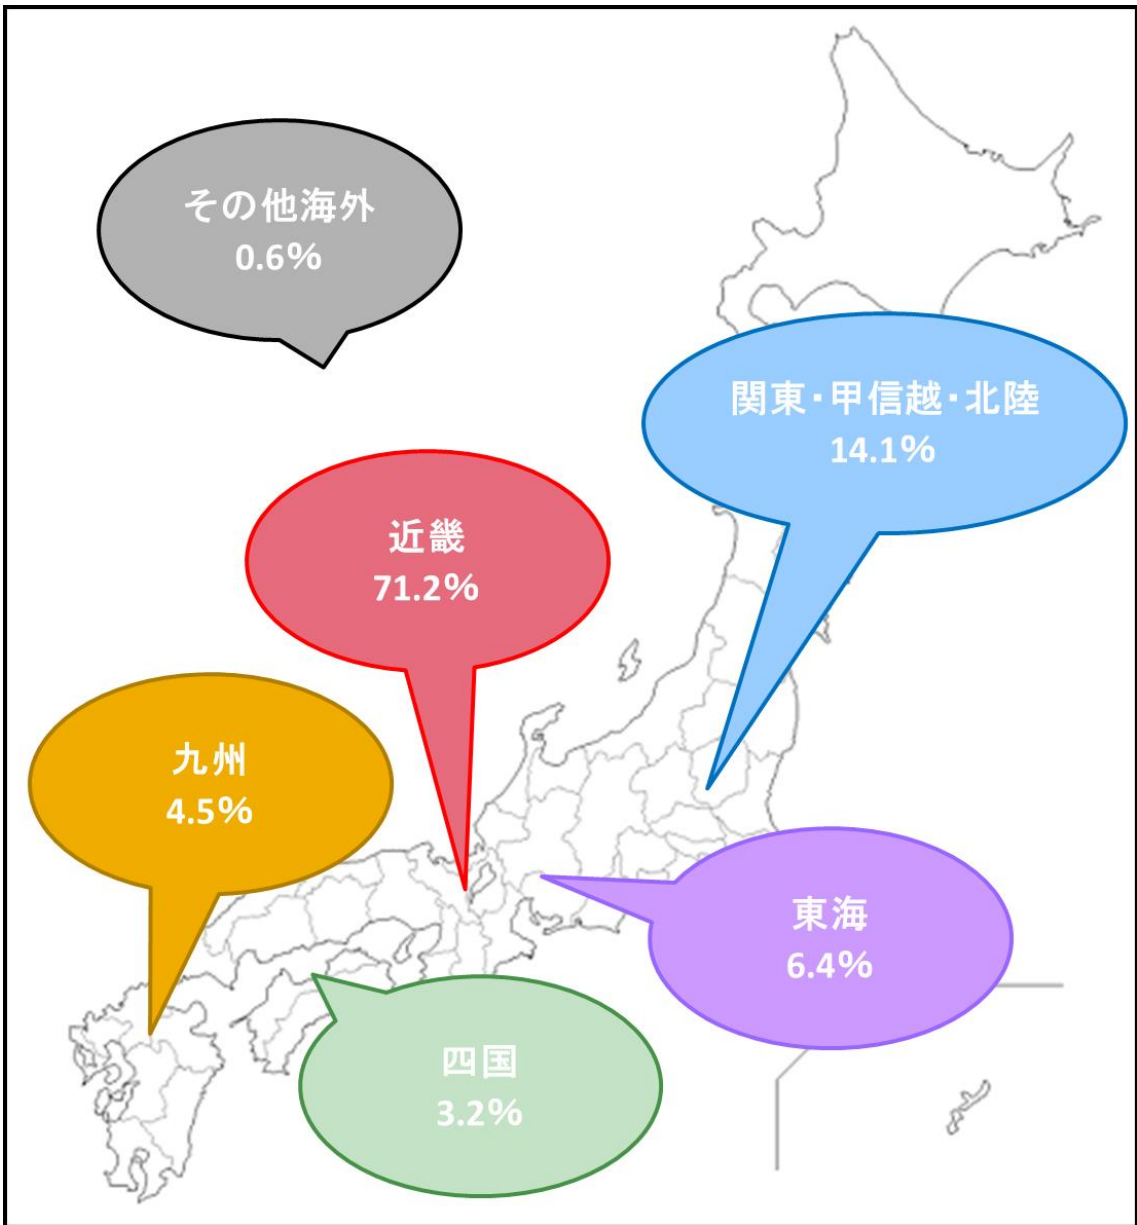 その他海外
0.6%
関東・甲信越・北陸
14.1%
近畿
71.2%
九州
4.5%
東海
6.4%
四国
3.2%